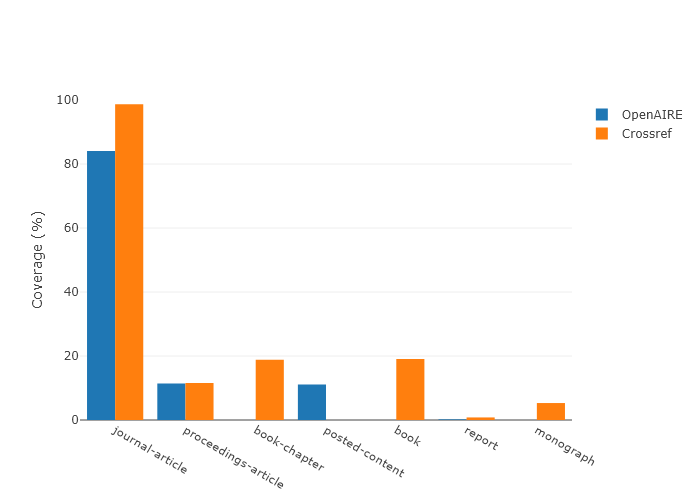 100
80
60
40
20
0
Coverage (%)
journal-article
proceedings-article
book-chapter
posted-content
book
report
monograph
OpenAIRE
Crossref